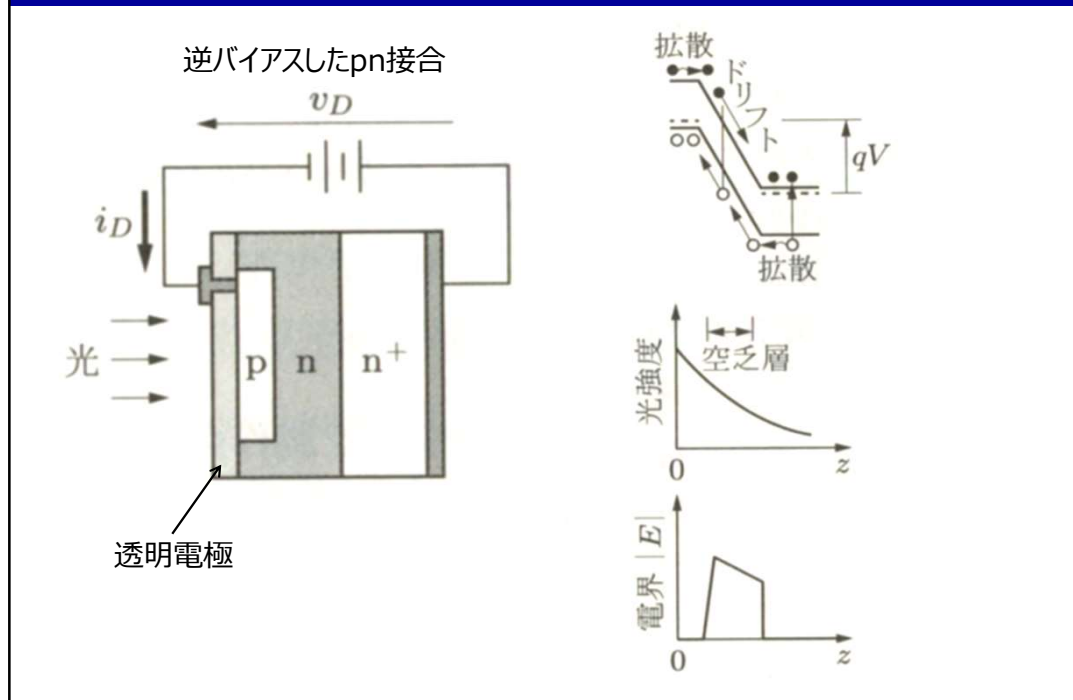 逆バイアスしたpn接合
v_D
i_D
光
p
n
n⁺
透明電極
拡散
ドリフト
qV
拡散
光強度
空乏層
0
z
電界 |E|
0
z